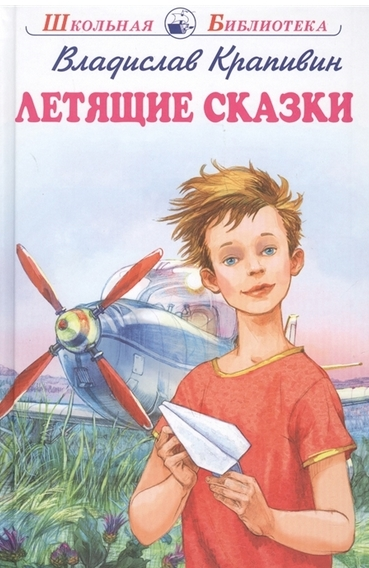 Школьная Библиотека
Владислав Крапивин
ЛЕТЯЩИЕ СКАЗКИ